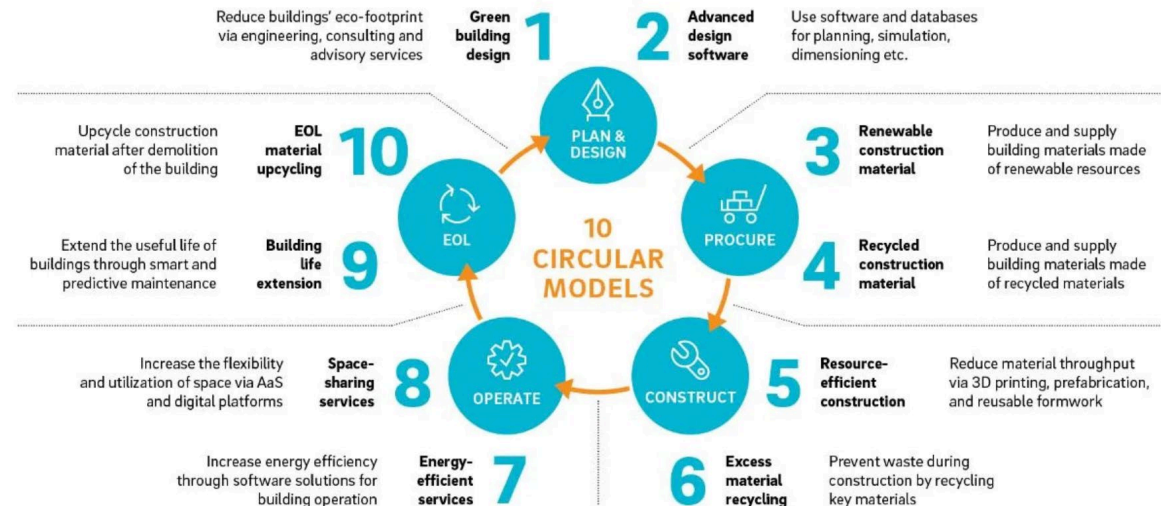 Reduce buildings’ eco-footprint
via engineering, consulting and
advisory services
Green
building
design
1
2
Advanced
design
software
Use software and databases
for planning, simulation,
dimensioning etc.
PLAN &
DESIGN
3
Renewable
construction
material
Produce and supply
building materials made
of renewable resources
PROCURE
4
Recycled
construction
material
Produce and supply
building materials made
of recycled materials
5
Resource-
efficient
construction
Reduce material throughput
via 3D printing, prefabrication,
and reusable formwork
CONSTRUCT
6
Excess
material
recycling
Prevent waste during
construction by recycling
key materials
Increase energy efficiency
through software solutions for
building operation
Energy-
efficient
services
7
OPERATE
Increase the flexibility
and utilization of space via AaS
and digital platforms
Space-
sharing
services
8
Extend the useful life of
buildings through smart and
predictive maintenance
Building
life
extension
9
EOL
Upcycle construction
material after demolition
of the building
EOL
material
upcycling
10
10
CIRCULAR
MODELS